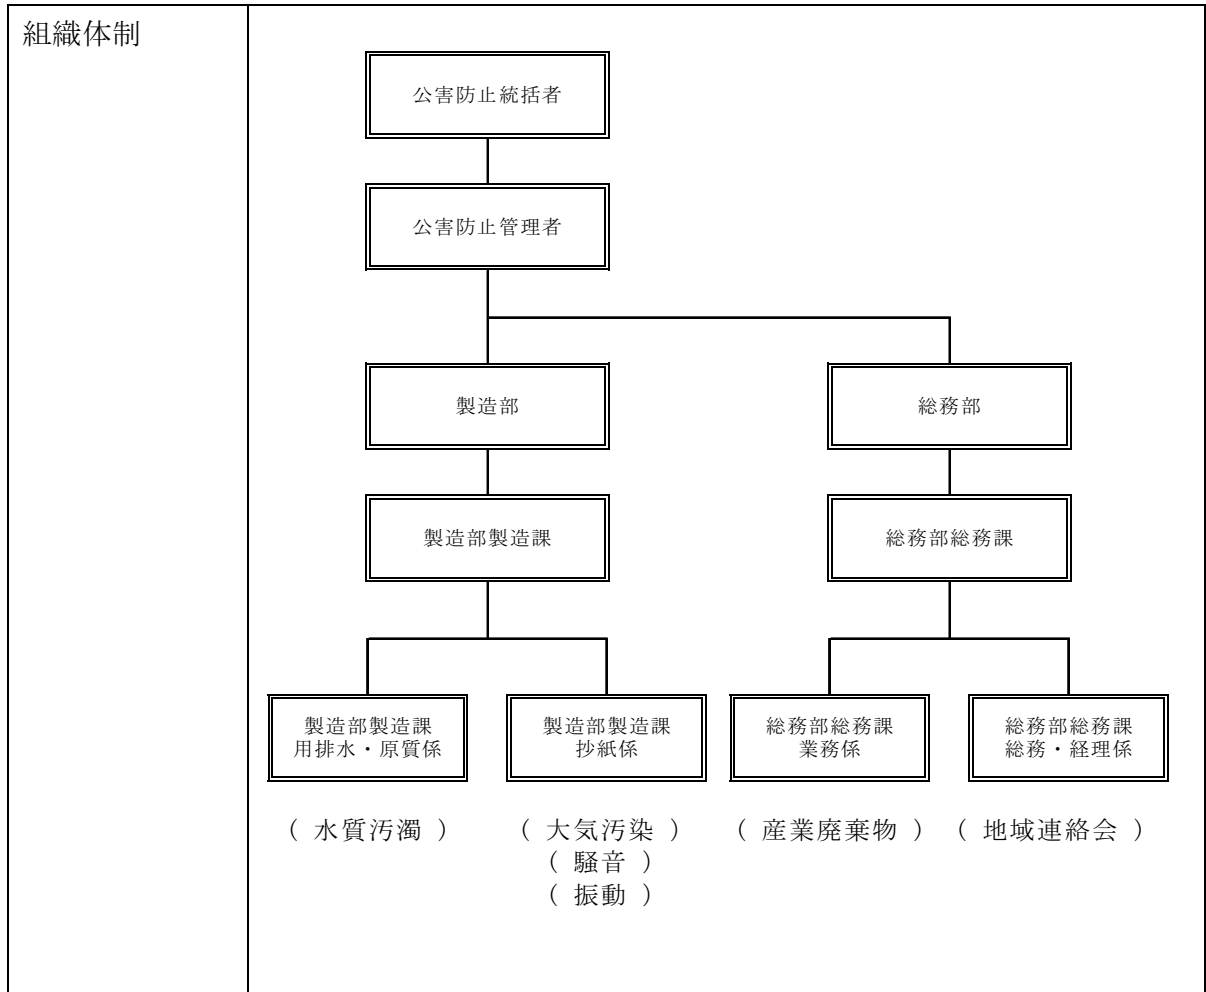 組織体制
公害防止統括者
公害防止管理者
製造部
総務部
製造部製造課
総務部総務課
製造部製造課
用排水・原質係
製造部製造課
抄紙係
総務部総務課
業務係
総務部総務課
総務・経理係
( 水質汚濁 )
( 大気汚染 )
( 騒音 )
( 振動 )
( 産業廃棄物 )
( 地域連絡会 )